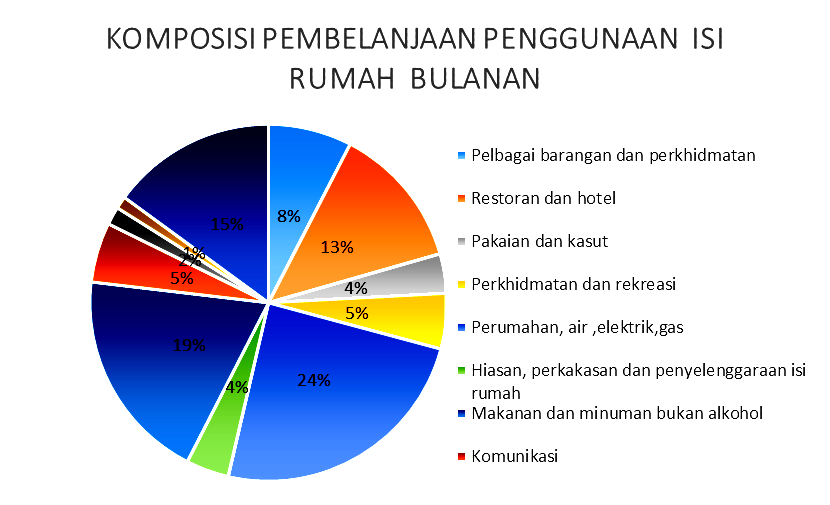 KOMPOSISI PEMBELANJAAN PENGGUNAAN ISI
RUMAH BULANAN
15%
8%
13%
4%
5%
24%
4%
19%
5%
2%
1%
Pelbagai barangan dan perkhidmatan
Restoran dan hotel
Pakaian dan kasut
Perkhidmatan dan rekreasi
Perumahan, air ,elektrik,gas
Hiasan, perkakasan dan penyelenggaraan isi
rumah
Makanan dan minuman bukan alkohol
Komunikasi